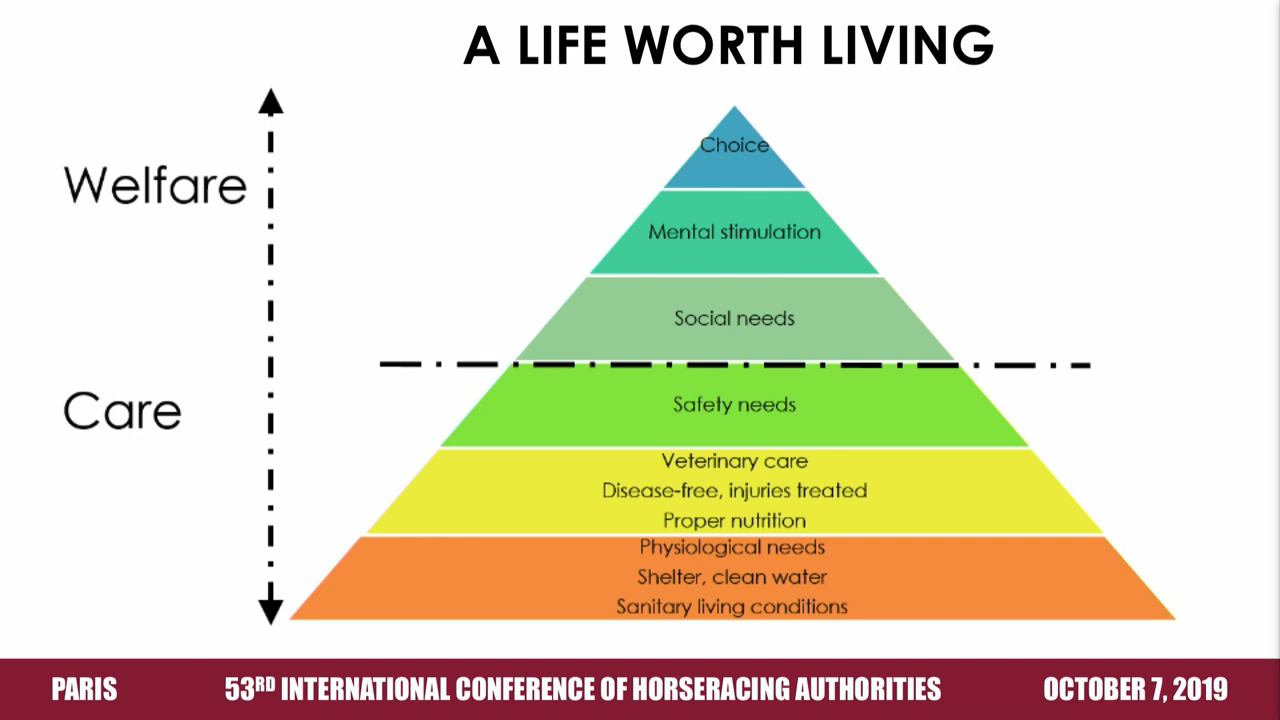 A LIFE WORTH LIVING
Welfare
Care
Choice
Mental stimulation
Social needs
Safety needs
Veterinary care
Disease-free, injuries treated
Proper nutrition
Physiological needs
Shelter, clean water
Sanitary living conditions
PARIS 53RD INTERNATIONAL CONFERENCE OF HORSERACING AUTHORITIES OCTOBER 7, 2019